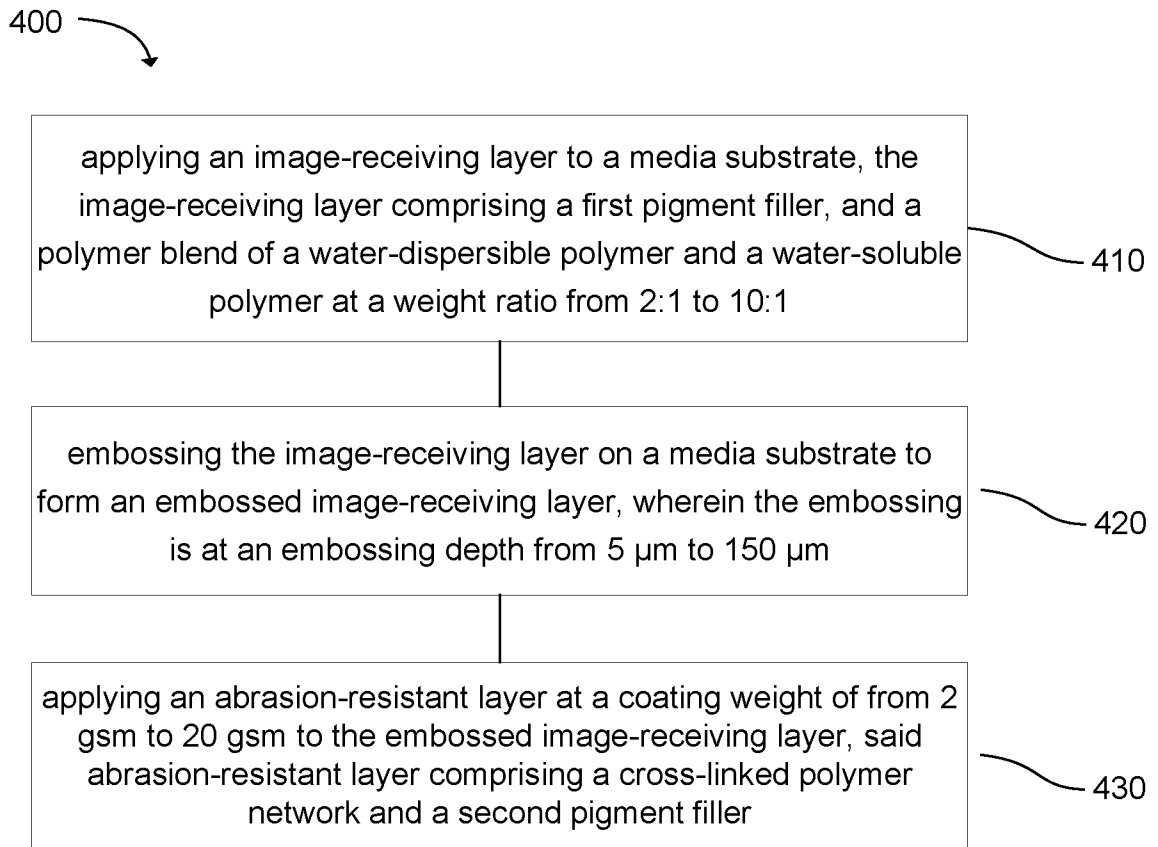 400
applying an image-receiving layer to a media substrate, the
image-receiving layer comprising a first pigment filler, and a
polymer blend of a water-dispersible polymer and a water-soluble
polymer at a weight ratio from 2:1 to 10:1
410
embossing the image-receiving layer on a media substrate to
form an embossed image-receiving layer, wherein the embossing
is at an embossing depth from 5 µm to 150 µm
420
applying an abrasion-resistant layer at a coating weight of from 2
gsm to 20 gsm to the embossed image-receiving layer, said
abrasion-resistant layer comprising a cross-linked polymer
network and a second pigment filler
430